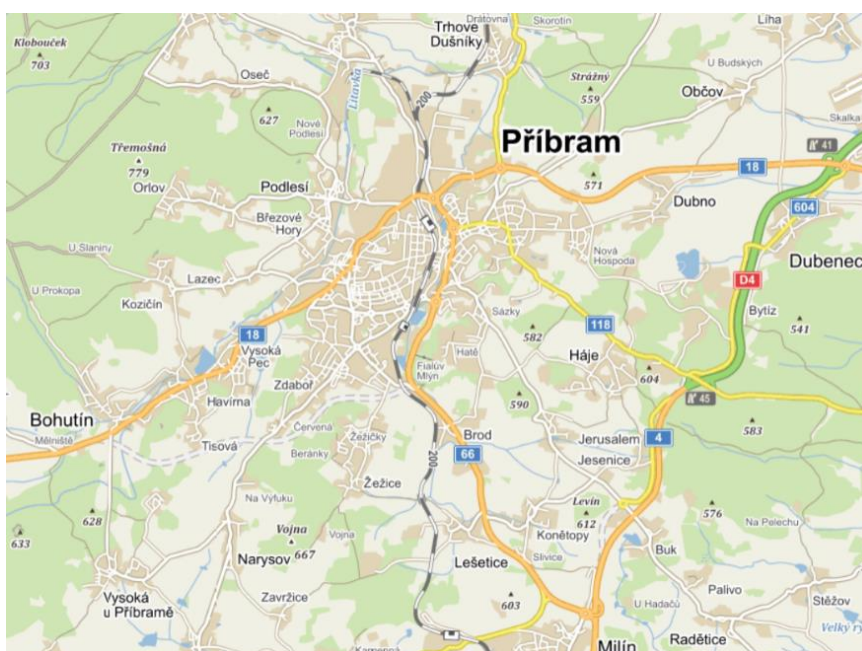 Klobouček
703
Oseč
Litavka
200
Trhove
Dušníky
Drátovna
Skorotín
Strážný
559
Líha
U Budských
Občov
Skalka
41
627
Nové
Podlesí
Příbram
Třemošná
779
Orlov
Podlesí
571
18
Dubno
604
Březové
Hory
U Slaniny
Lazec
Nová
Hospoda
Dubenec
D4
U Prokopa
Kozičín
18
Vysoká
Pec
Sázky
118
582
Bytíz
541
Hatě
Háje
604
Fialův
Mlýn
Zdaboř
Havírna
Bohutín
Mělniště
Tisová
590
45
583
Červená
Žežičky
Brod
Jerusalem
4
Beránky
66
200
Jesenice
Žežice
Na Výfuku
628
633
Vojna
667
Vojna
Levín
612
576
Na Pelechu
Konětopy
Slivice
Narysov
Lešetice
Buk
Vysoká
u Příbramě
Zavržice
603
Palivo
U Hadačů
Stěžov
Milín
Radětice